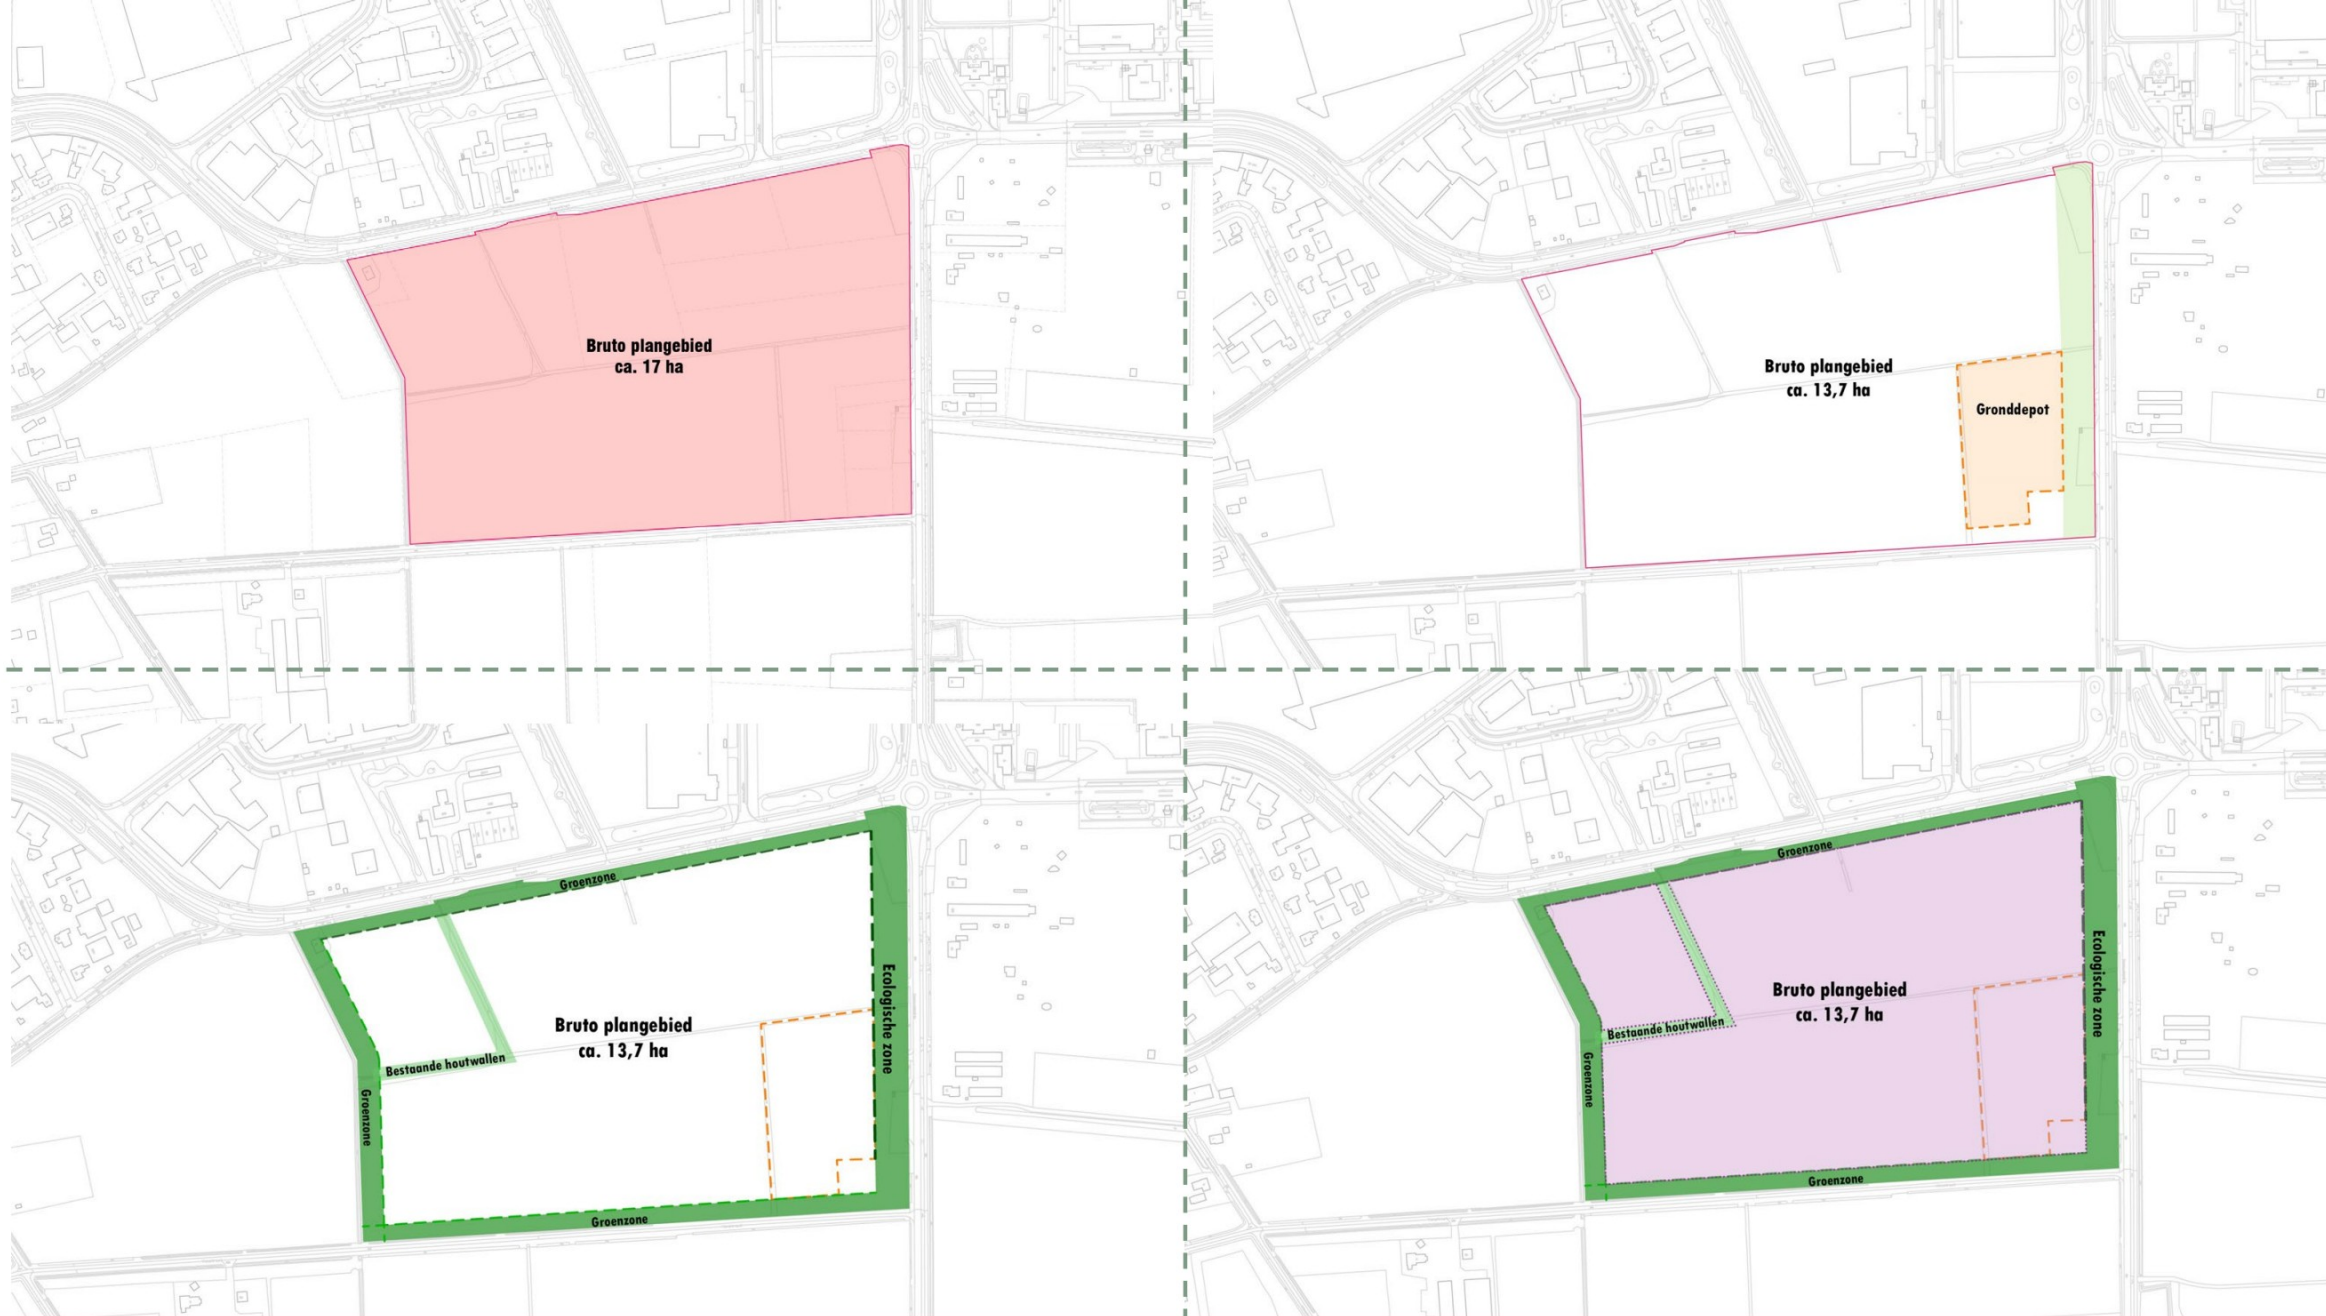 Bruto plangebied
ca. 17 ha
Bruto plangebied
ca. 13,7 ha
Gronddepot
Groenzone
Ecologische zone
Bruto plangebied
ca. 13,7 ha
Bestaande houtwallen
Groenzone
Groenzone
Groenzone
Ecologische zone
Bruto plangebied
ca. 13,7 ha
Bestaande houtwallen
Groenzone
Groenzone